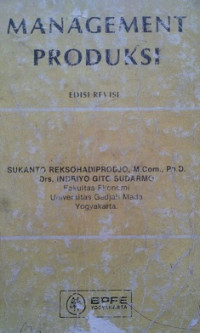 MANAGEMENT
PRODUKSI
EDISI REVISI
SUKANTO REKSOHADIPRODJO, M.Com., Ph.D.
Drs. INDRIYO GITO SUDARMO
Fakultas Ekonomi
Universitas Gadjah Mada
Yogyakarta.
BPFE
YOGYAKARTA